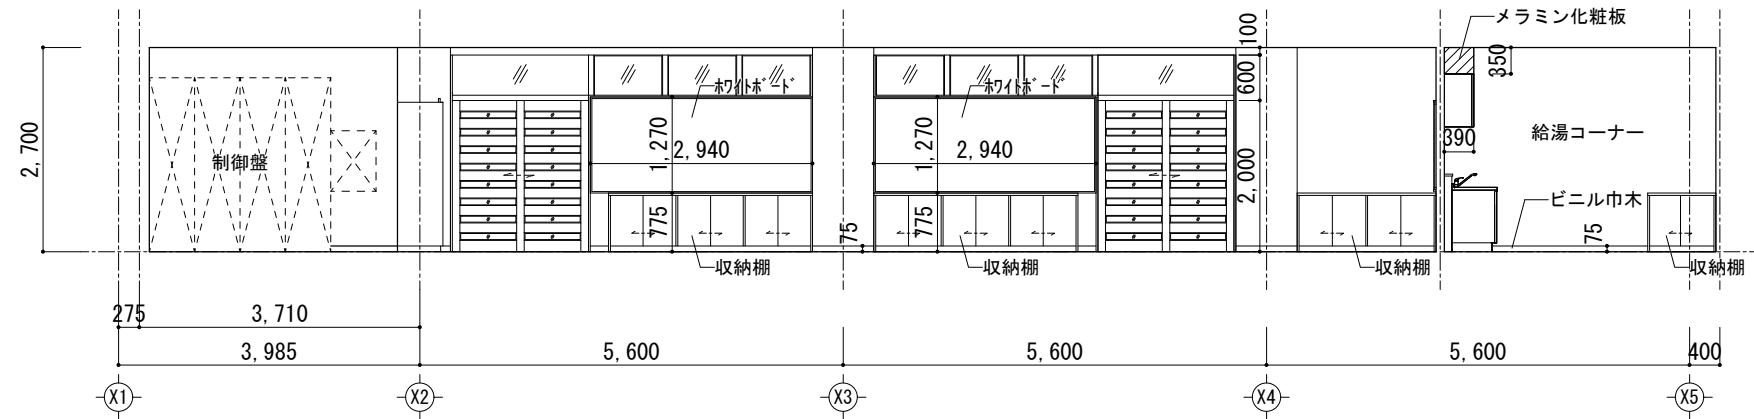 メラミン化粧板
100
350
600
ホワイトボード
ホワイトボード
2,700
制御盤
1,270
2,940
1,270
2,940
390
給湯コーナー
2,000
ビニル巾木
775
75
775
75
収納棚
収納棚
収納棚
収納棚
275
3,710
3,985
5,600
5,600
5,600
400
X1
X2
X3
X4
X5